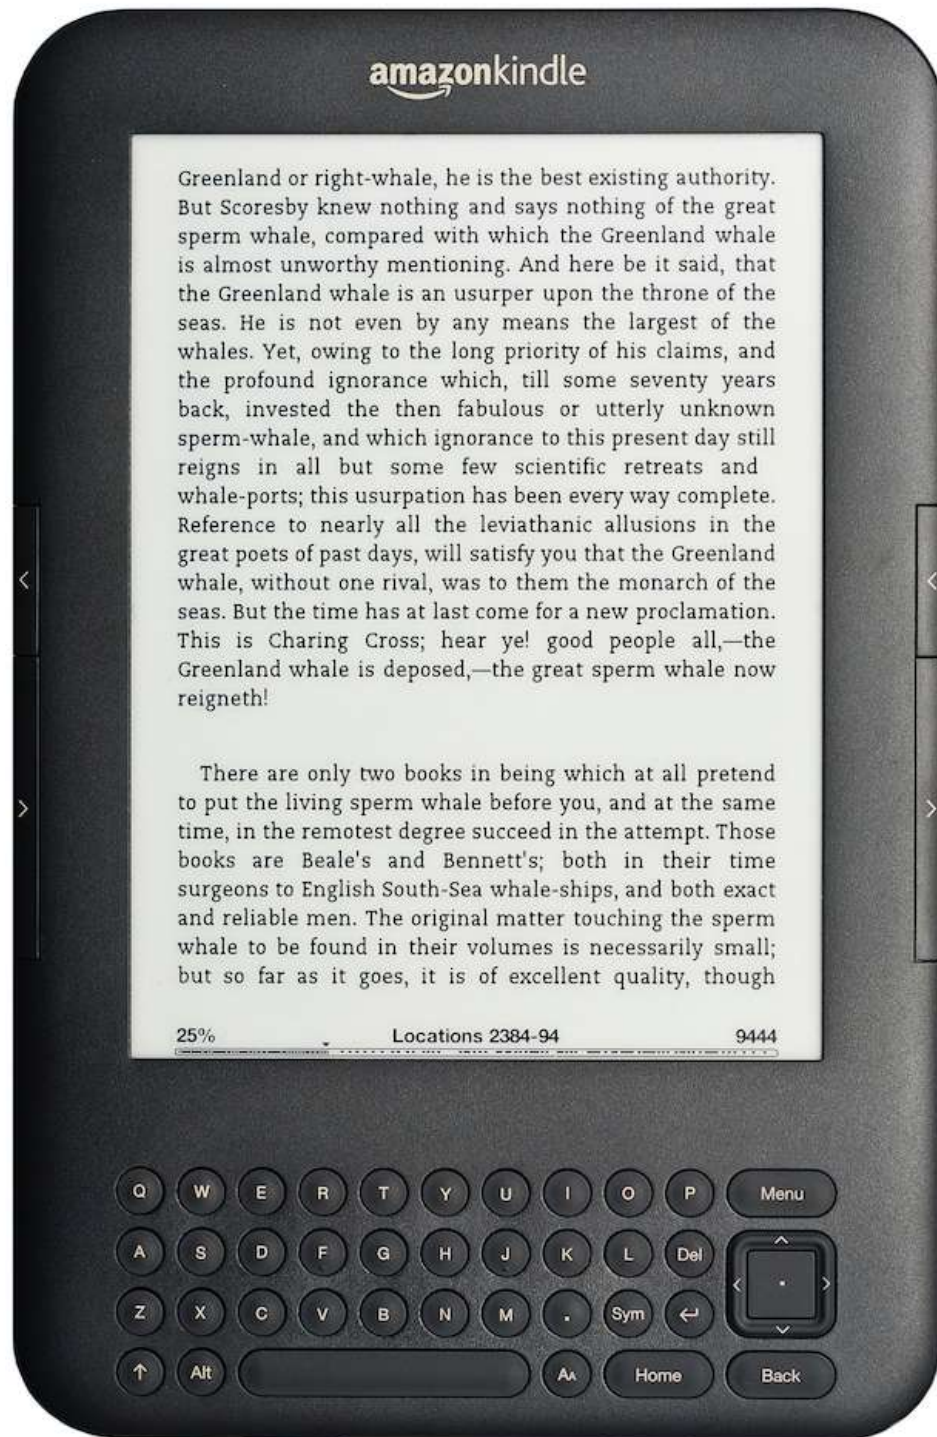 amazonkindle
Greenland or right-whale, he is the best existing authority.
But Scoresby knew nothing and says nothing of the great
sperm whale, compared with which the Greenland whale
is almost unworthy mentioning. And here be it said, that
the Greenland whale is an usurper upon the throne of the
seas. He is not even by any means the largest of the
whales. Yet, owing to the long priority of his claims, and
the profound ignorance which, till some seventy years
back, invested the then fabulous or utterly unknown
sperm-whale, and which ignorance to this present day still
reigns in all but some few scientific retreats and
whale-ports; this usurpation has been every way complete.
Reference to nearly all the leviathanic allusions in the
great poets of past days, will satisfy you that the Greenland
whale, without one rival, was to them the monarch of the
seas. But the time has at last come for a new proclamation.
This is Charing Cross; hear ye! good people all,—the
Greenland whale is deposed,—the great sperm whale now
reigneth!
There are only two books in being which at all pretend
to put the living sperm whale before you, and at the same
time, in the remotest degree succeed in the attempt. Those
books are Beale's and Bennett's; both in their time
surgeons to English South-Sea whale-ships, and both exact
and reliable men. The original matter touching the sperm
whale to be found in their volumes is necessarily small;
but so far as it goes, it is of excellent quality, though
25% Locations 2384-94 9444
Q W E R T Y U I O P Menu
A S D F G H J K L Del
Z X C V B N M . Sym
Alt AA Home Back